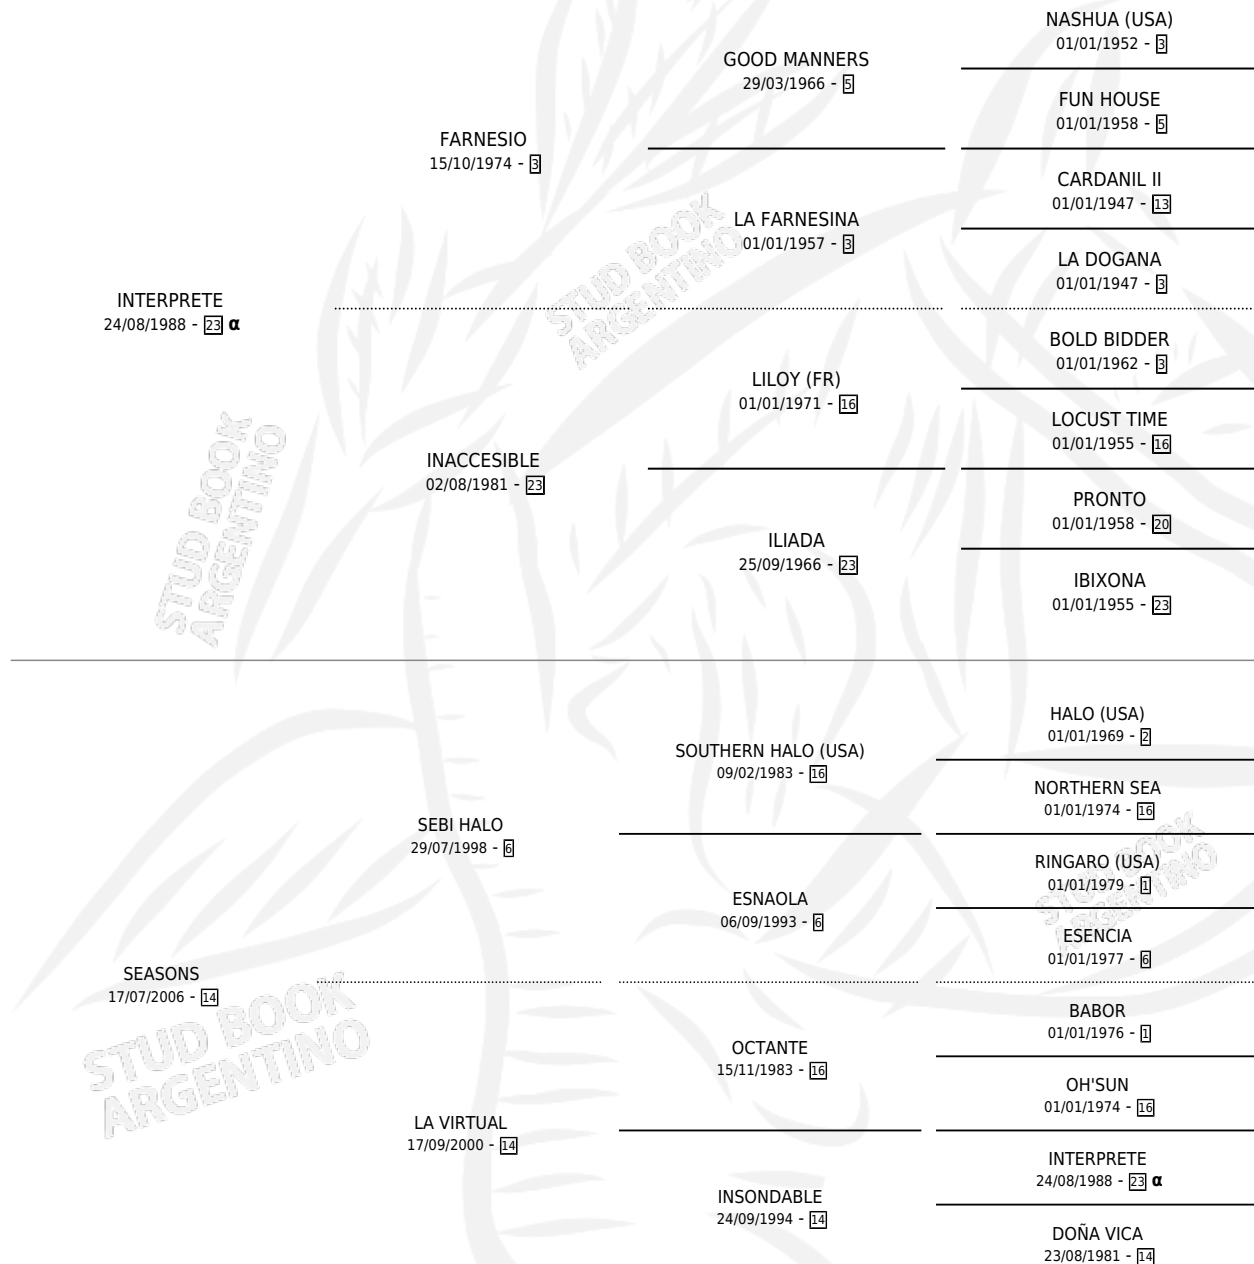 NASHUA (USA)
01/01/1952 - 3
GOOD MANNERS
29/03/1966 - 5
FUN HOUSE
01/01/1958 - 5
FARNESIO
15/10/1974 - 3
CARDANIL II
01/01/1947 - 13
LA FARNESINA
01/01/1957 - 3
LA DOGANA
01/01/1947 - 3
INTERPRETE
24/08/1988 - 23 α
BOLD BIDDER
01/01/1962 - 3
LILOY (FR)
01/01/1971 - 16
LOCUST TIME
01/01/1955 - 16
INACCESIBLE
02/08/1981 - 23
PRONTO
01/01/1958 - 20
ILIADA
25/09/1966 - 23
IBIXONA
01/01/1955 - 23
HALO (USA)
01/01/1969 - 2
SOUTHERN HALO (USA)
09/02/1983 - 16
NORTHERN SEA
01/01/1974 - 16
SEBI HALO
29/07/1998 - 6
RINGARO (USA)
01/01/1979 - 1
ESNAOLA
06/09/1993 - 6
ESENCIA
01/01/1977 - 6
SEASONS
17/07/2006 - 14
BABOR
01/01/1976 - 1
OCTANTE
15/11/1983 - 16
OH'SUN
01/01/1974 - 16
LA VIRTUAL
17/09/2000 - 14
INTERPRETE
24/08/1988 - 23 α
INSONDABLE
24/09/1994 - 14
DOÑA VICA
23/08/1981 - 14
STUD BOOK
ARGENTINO
STUD BOOK
ARGENTINO
STUD BOOK
ARGENTINO
STUD BOOK
ARGENTINO